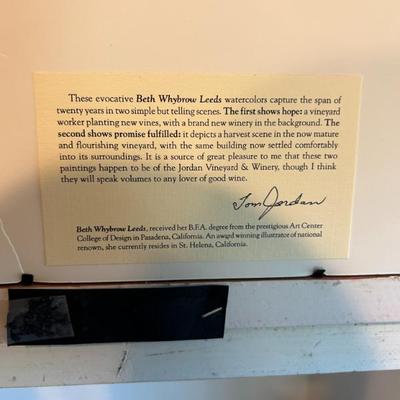 These evocative Beth Whybrow Leeds watercolors capture the span of
twenty years in two simple but telling scenes. The first shows hope: a vineyard
worker planting new vines, with a brand new winery in the background. The
second shows promise fulfilled: it depicts a harvest scene in the now mature
and flourishing vineyard, with the same building now settled comfortably
into its surroundings. It is a source of great pleasure to me that these two
paintings happen to be of the Jordan Vineyard & Winery, though I think
they will speak volumes to any lover of good wine.
Tom Jordan
Beth Whybrow Leeds, received her B.F.A. degree from the prestigious Art Center
College of Design in Pasadena, California. An award winning illustrator of national
renown, she currently resides in St. Helena, California.